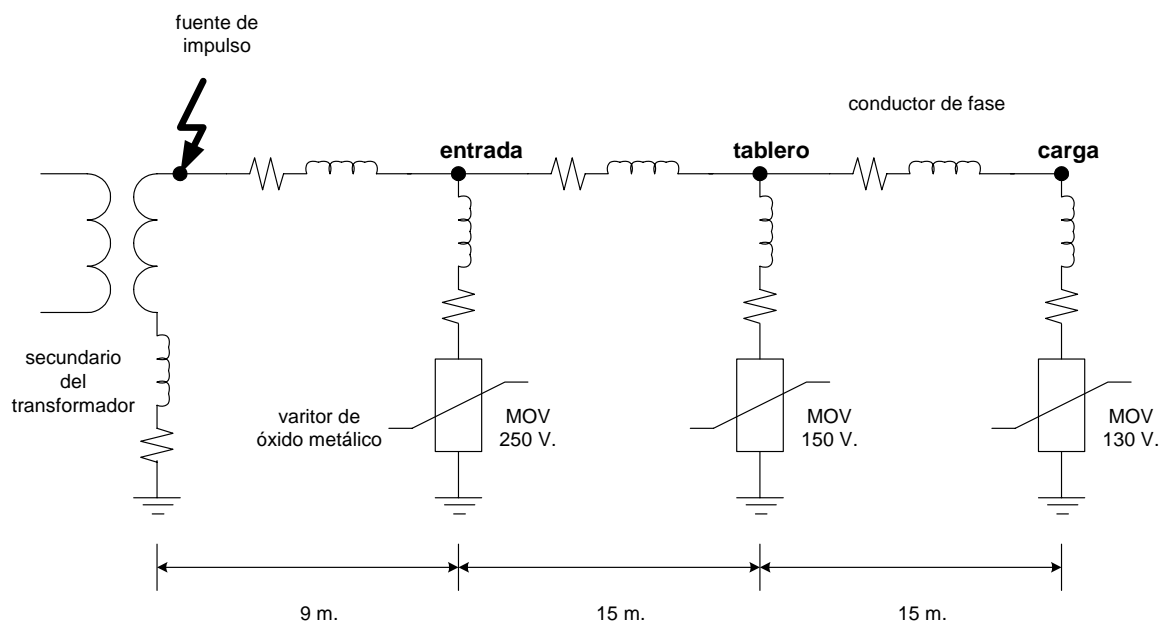 fuente de
impulso
conductor de fase
entrada
tablero
carga
secundario
del
transformador
varitor de
óxido metálico
MOV
250 V.
MOV
150 V.
MOV
130 V.
9 m.
15 m.
15 m.